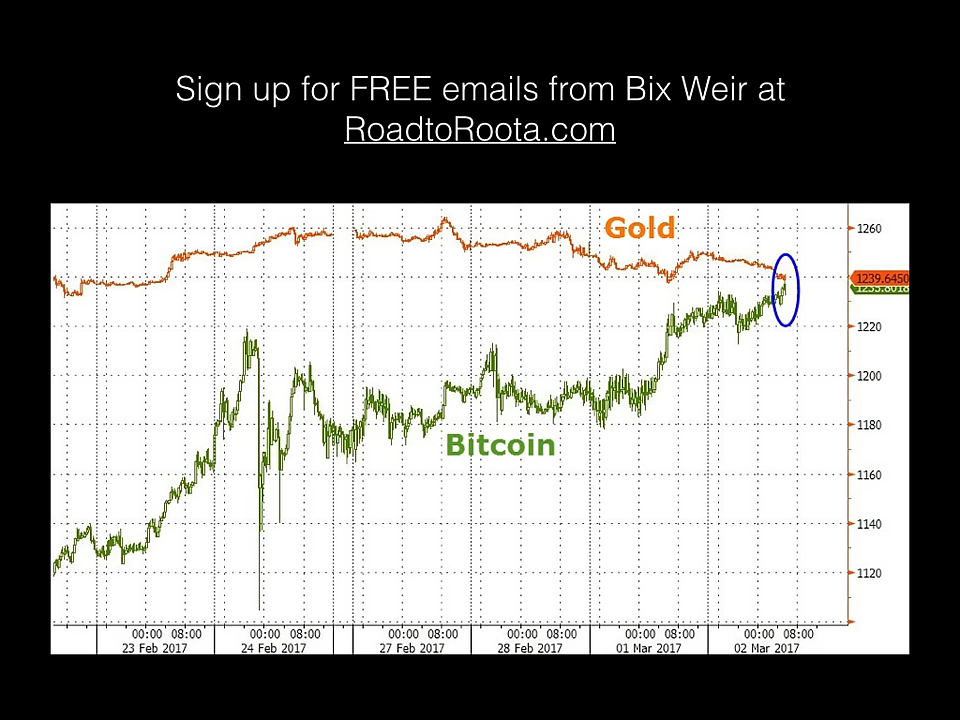 Sign up for FREE emails from Bix Weir at
RoadtoRoota.com
Gold
1260
1239.6450
1220
1200
1180
Bitcoin
1160
1140
1120
00:00 08:00 00:00 08:00 00:00 08:00 00:00 08:00 00:00 08:00 00:00 08:00
23 Feb 2017 24 Feb 2017 27 Feb 2017 28 Feb 2017 01 Mar 2017 02 Mar 2017